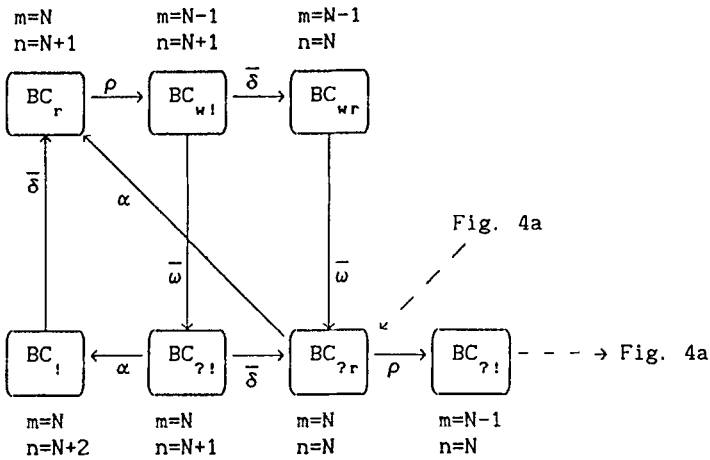 m=N m=N-1 m=N-1
n=N+1 n=N+1 n=N
BC_r ρ BC_w! δ̅ BC_wr
δ̅ α Fig. 4a
ω̅ ω̅
BC_! α BC_?! δ̅ BC_?r ρ BC_?! Fig. 4a
m=N m=N m=N m=N-1
n=N+2 n=N+1 n=N n=N